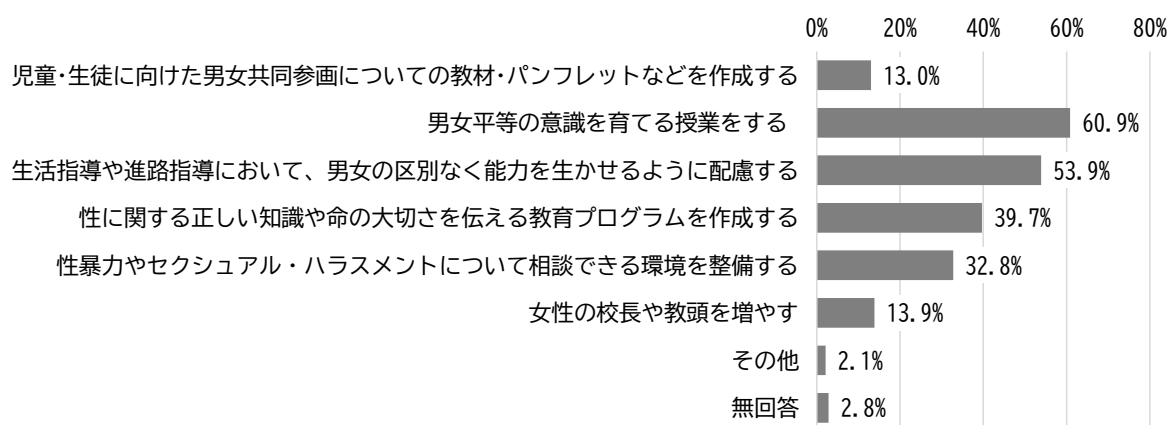 0% 20% 40% 60% 80%
児童･生徒に向けた男女共同参画についての教材･パンフレットなどを作成する 13.0%
男女平等の意識を育てる授業をする 60.9%
生活指導や進路指導において、男女の区別なく能力を生かせるように配慮する 53.9%
性に関する正しい知識や命の大切さを伝える教育プログラムを作成する 39.7%
性暴力やセクシュアル・ハラスメントについて相談できる環境を整備する 32.8%
女性の校長や教頭を増やす 13.9%
その他 2.1%
無回答 2.8%